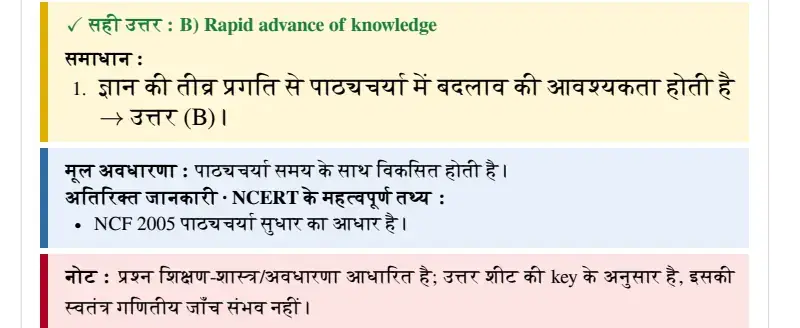 ✓ सही उत्तर : B) Rapid advance of knowledge
समाधान :
1. ज्ञान की तीव्र प्रगति से पाठ्यचर्या में बदलाव की आवश्यकता होती है
→ उत्तर (B)।
मूल अवधारणा : पाठ्यचर्या समय के साथ विकसित होती है।
अतिरिक्त जानकारी · NCERT के महत्वपूर्ण तथ्य :
• NCF 2005 पाठ्यचर्या सुधार का आधार है।
नोट : प्रश्न शिक्षण-शास्त्र/अवधारणा आधारित है; उत्तर शीट की key के अनुसार है, इसकी
स्वतंत्र गणितीय जाँच संभव नहीं।